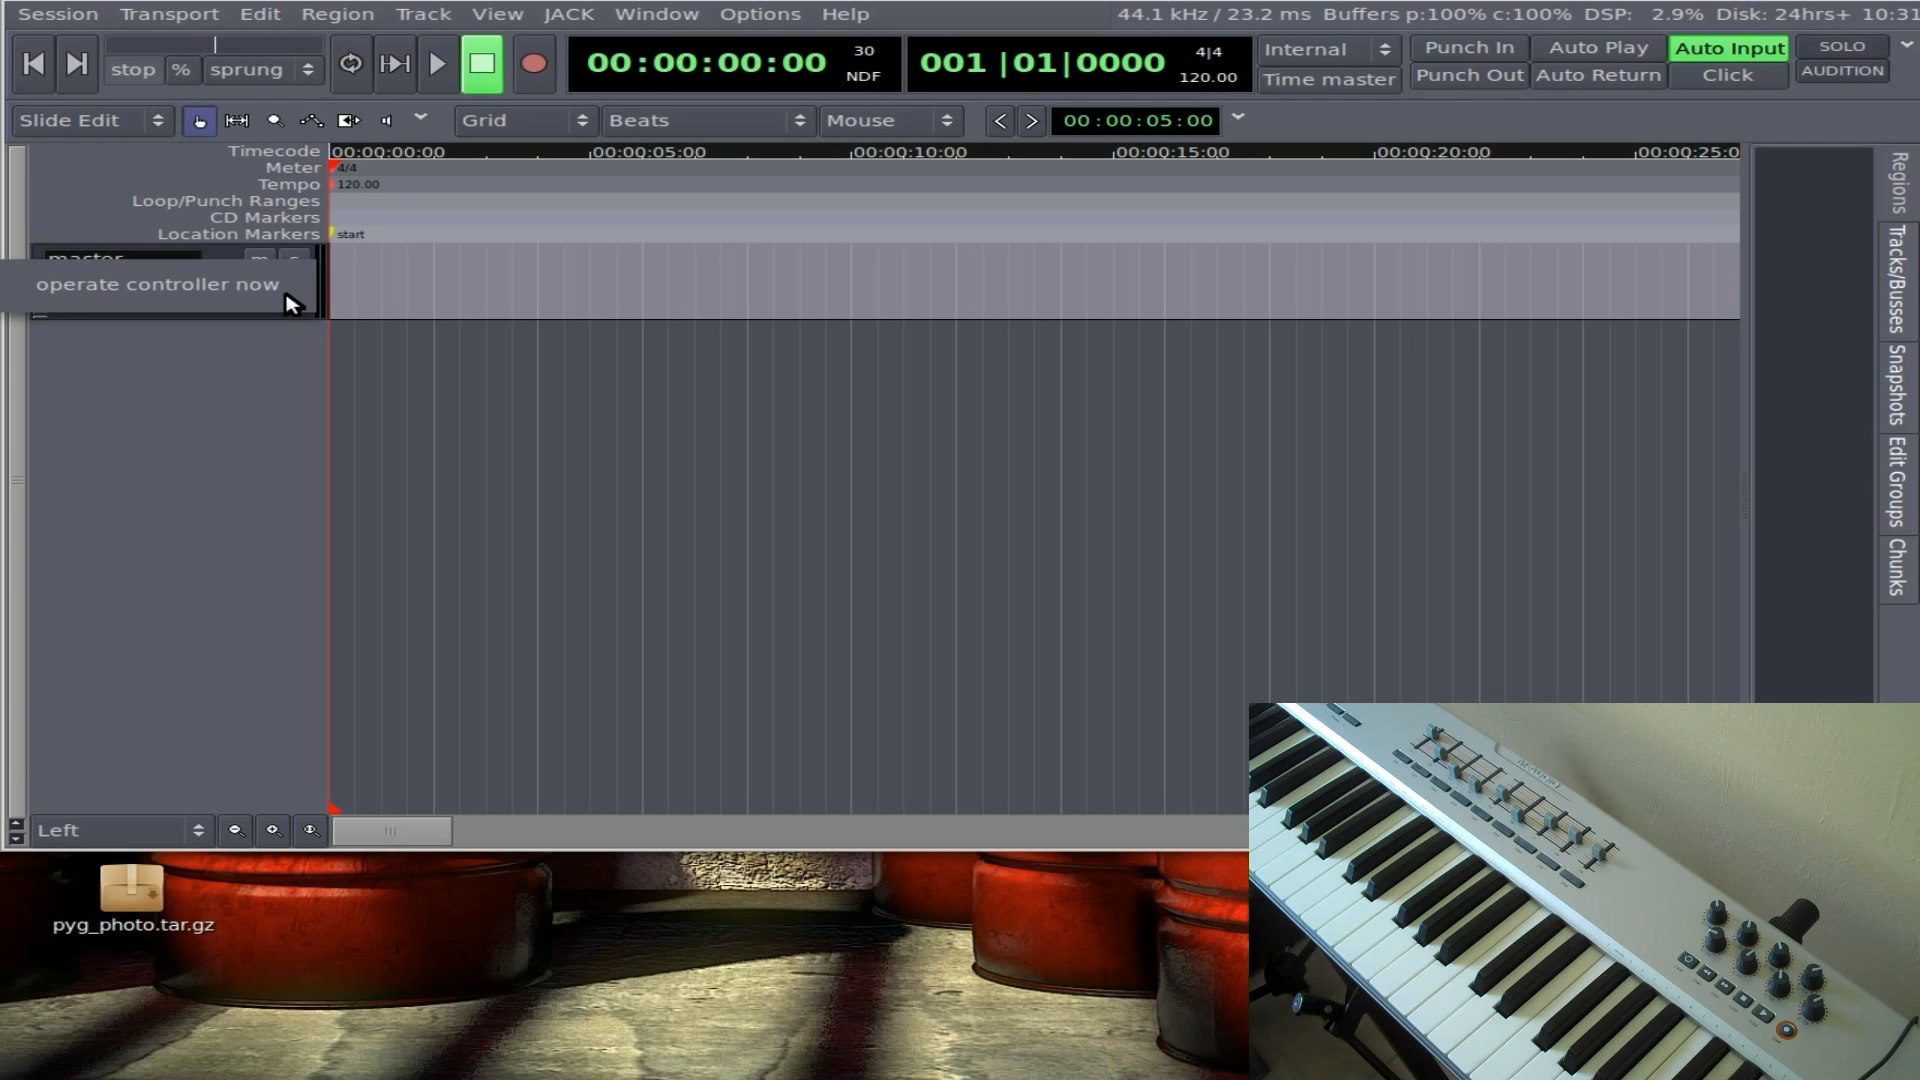 Session Transport Edit Region Track View JACK Window Options Help
44.1 kHz / 23.2 ms Buffers p:100% c:100% DSP: 2.9% Disk: 24hrs+ 10:31
stop % sprung
00:00:00:00
30
NDF
001|01|0000
4|4
120.00
Internal
Time master
Punch In Auto Play Auto Input
Punch Out Auto Return Click
SOLO
AUDITION
Slide Edit Grid Beats Mouse < > 00:00:05:00
Timecode 00:00:00:00 00:00:05:00 00:00:10:00 00:00:15:00 00:00:20:00 00:00:25:0
Meter 4/4
Tempo 120.00
Loop/Punch Ranges
CD Markers
Location Markers start
master m s
operate controller now
Regions
Tracks/Busses
Snapshots
Edit Groups
Chunks
Left
pyg_photo.tar.gz